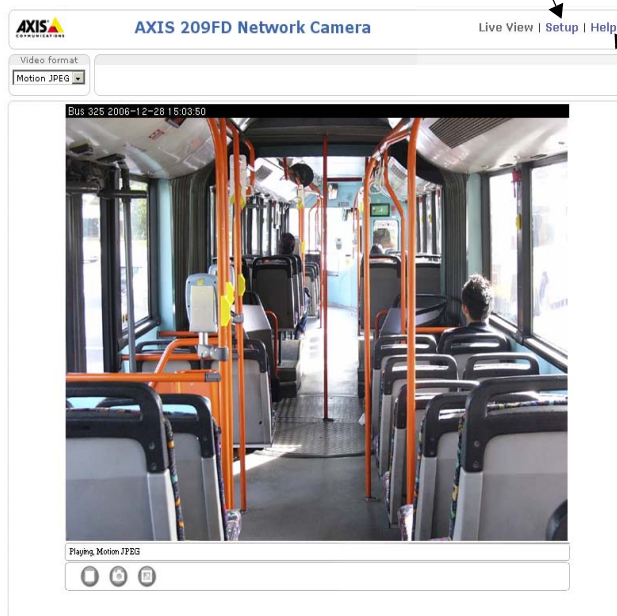 AXIS
COMMUNICATIONS
AXIS 209FD Network Camera
Live View | Setup | Help
Video format
Motion JPEG
Bus 325 2006-12-28 15:03:50
Playing, Motion JPEG